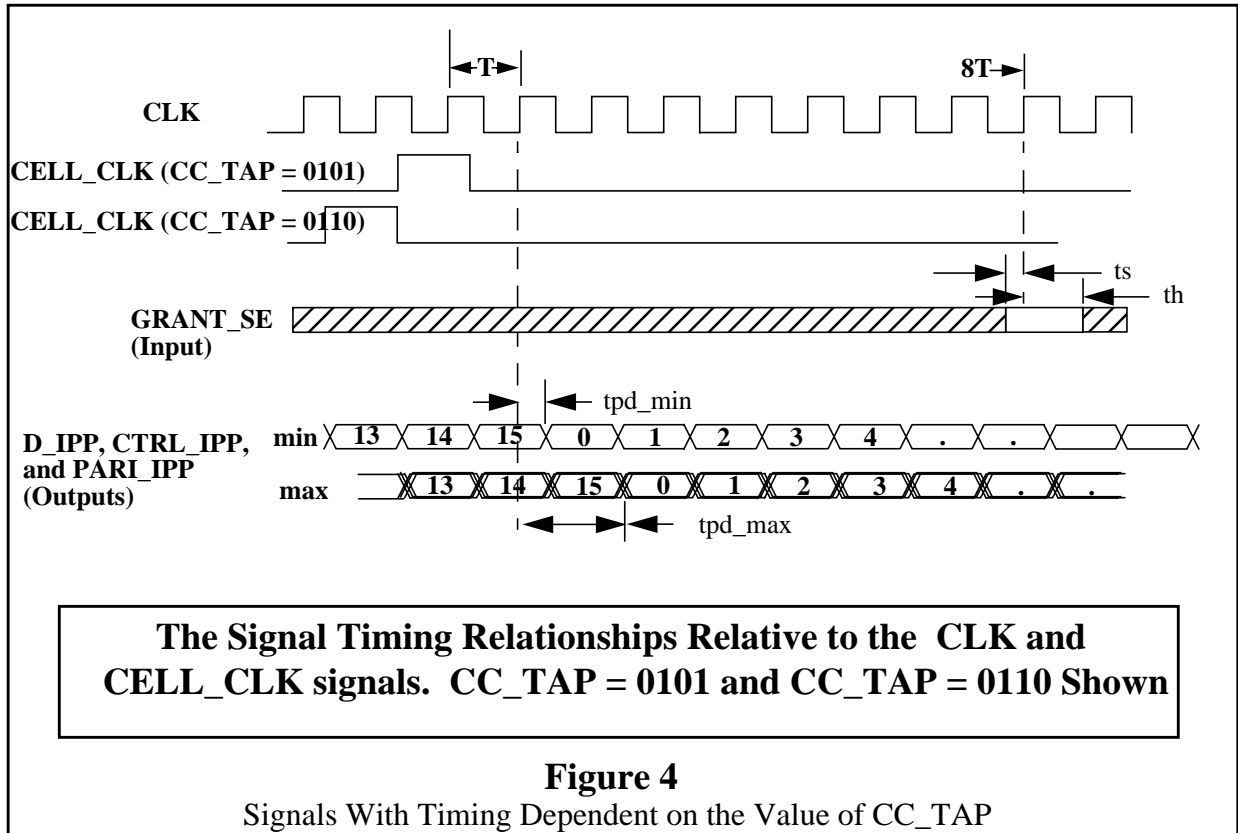 T 8T
CLK
CELL_CLK (CC_TAP = 0101)
CELL_CLK (CC_TAP = 0110)
ts
th
GRANT_SE
(Input)
tpd_min
D_IPP, CTRL_IPP,
and PARI_IPP
(Outputs)
min 13 14 15 0 1 2 3 4 . .
max 13 14 15 0 1 2 3 4 . .
tpd_max
The Signal Timing Relationships Relative to the CLK and
CELL_CLK signals. CC_TAP = 0101 and CC_TAP = 0110 Shown
Figure 4
Signals With Timing Dependent on the Value of CC_TAP